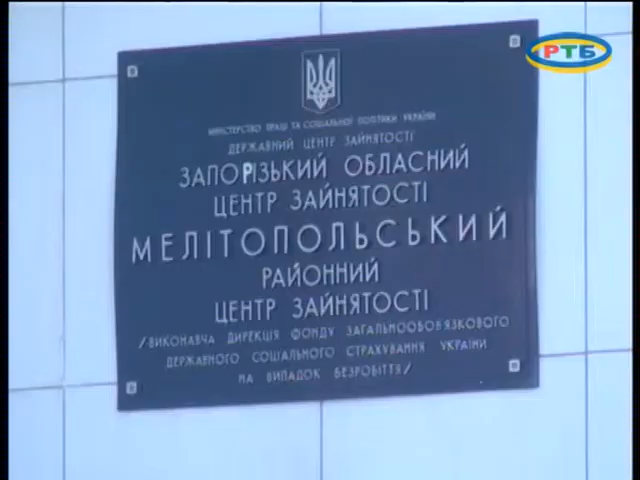 РТБ
МІНІСТЕРСТВО ПРАЦІ ТА СОЦІАЛЬНОЇ ПОЛІТИКИ УКРАЇНИ
ДЕРЖАВНИЙ ЦЕНТР ЗАЙНЯТОСТІ
ЗАПОРІЗЬКИЙ ОБЛАСНИЙ
ЦЕНТР ЗАЙНЯТОСТІ
МЕЛІТОПОЛЬСЬКИЙ
РАЙОННИЙ
ЦЕНТР ЗАЙНЯТОСТІ
/ВИКОНАВЧА ДИРЕКЦІЯ ФОНДУ ЗАГАЛЬНООБОВ'ЯЗКОВОГО
ДЕРЖАВНОГО СОЦІАЛЬНОГО СТРАХУВАННЯ УКРАЇНИ
НА ВИПАДОК БЕЗРОБІТТЯ/